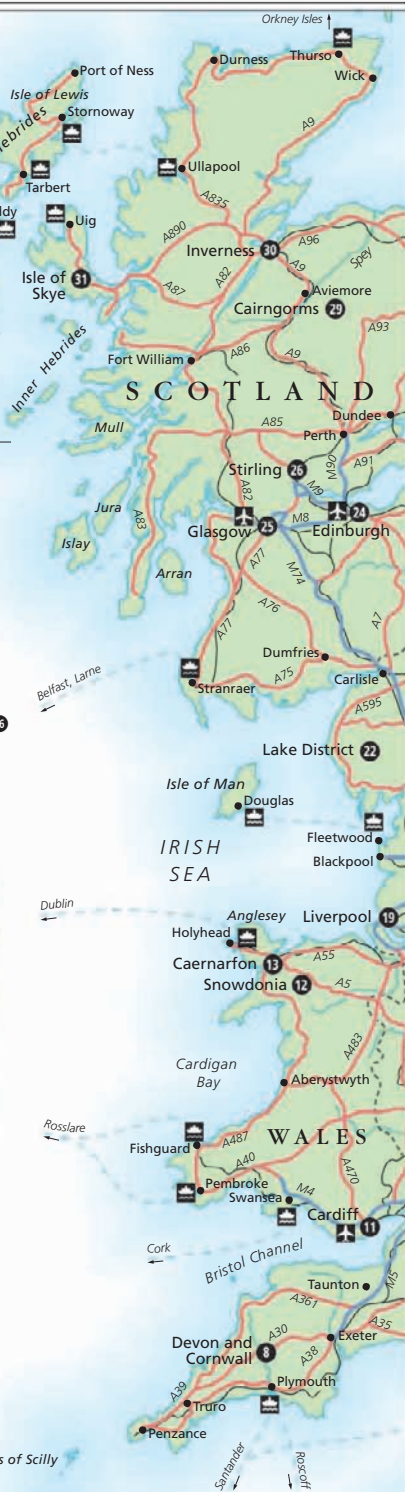 Orkney Isles
Thurso
Durness
Port of Ness
Wick
Isle of Lewis
Stornoway
Hebrides
A9
Ullapool
Tarbert
A835
Uig
A890
Inverness 30
A96
Spey
A9
Isle of
Skye 31
A87
A82
Aviemore
Cairngorms 29
A93
Inner Hebrides
Fort William
A86
A9
SCOTLAND
Dundee
Mull
A85
Perth
Stirling 26
M90
A91
A82
M9
Jura
A83
Glasgow 25
M8
24
Edinburgh
Islay
Arran
A77
M74
A76
A77
A7
Dumfries
Belfast, Larne
Stranraer
A75
Carlisle
A595
6
Lake District 22
Isle of Man
Douglas
Fleetwood
Blackpool
IRISH
SEA
Dublin
Anglesey
Liverpool 19
Holyhead
Caernarfon 13
A55
Snowdonia 12
A5
A483
Cardigan
Bay
Aberystwyth
Rosslare
Fishguard
A487
WALES
A40
A470
Pembroke
Swansea
M4
Cardiff 11
Cork
Bristol Channel
Taunton
M5
A361
A35
Devon and
Cornwall 8
A30
Exeter
A38
A39
Plymouth
Truro
Penzance
s of Scilly
Santander
Roscoff